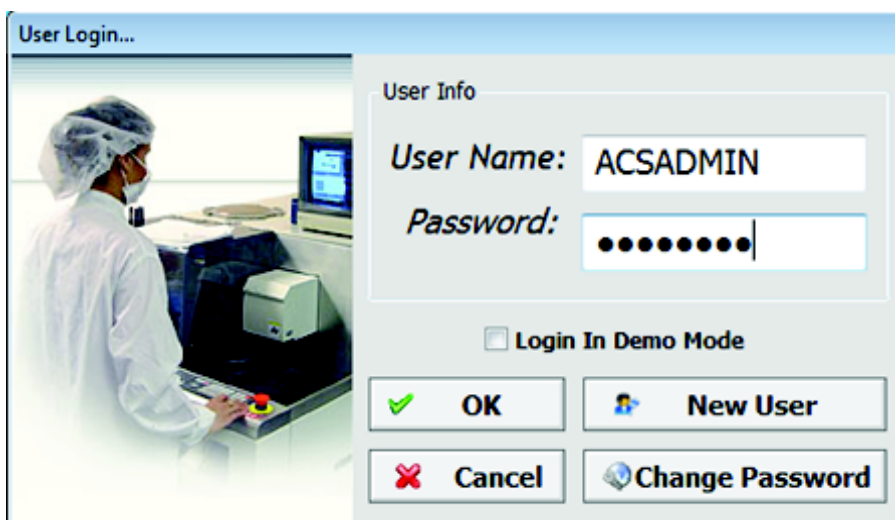 User Login...
User Info
User Name: ACSADMIN
Password: ●●●●●●●●
Login In Demo Mode
OK New User
Cancel Change Password